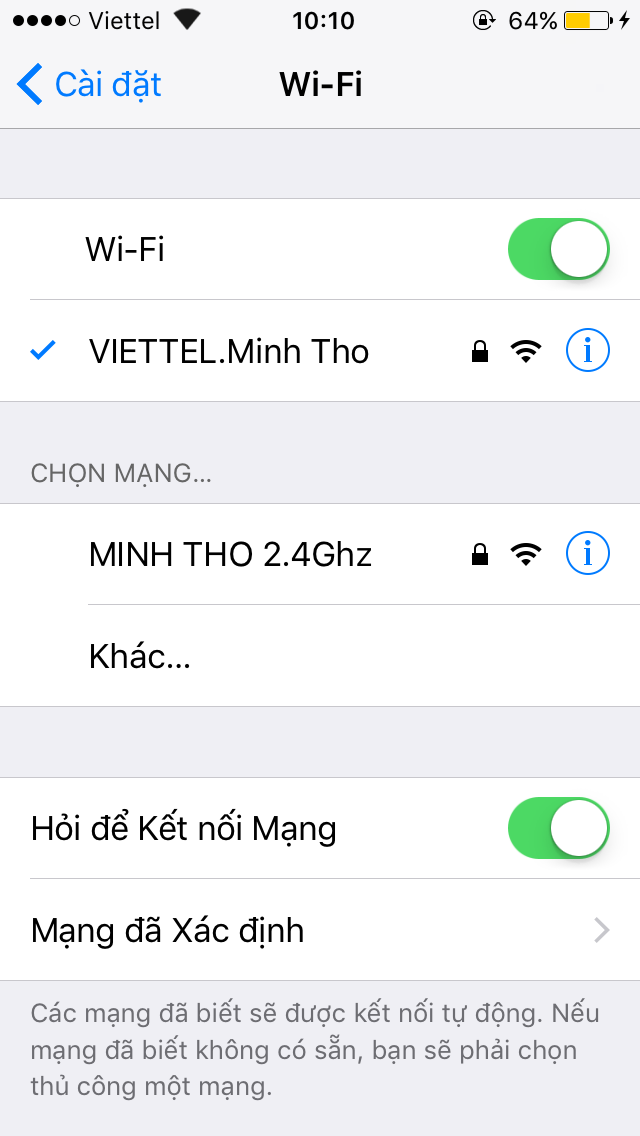 Viettel 10:10 64%
Cài đặt Wi-Fi
Wi-Fi
VIETTEL.Minh Tho
CHỌN MẠNG...
MINH THO 2.4Ghz
Khác...
Hỏi để Kết nối Mạng
Mạng đã Xác định
Các mạng đã biết sẽ được kết nối tự động. Nếu
mạng đã biết không có sẵn, bạn sẽ phải chọn
thủ công một mạng.